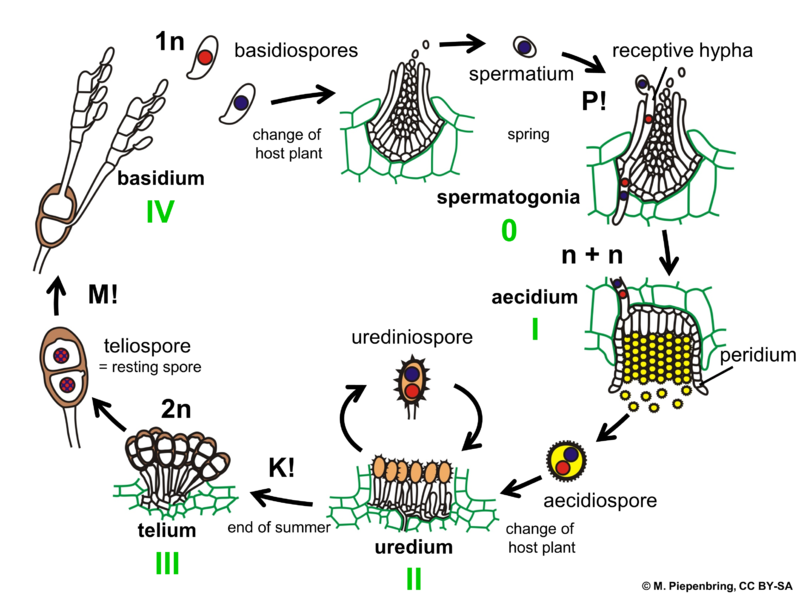 1n
basidiospores
spermatium
receptive hypha
P!
change of
host plant
spring
basidium
IV
spermatogonia
0
n + n
M!
aecidium
I
teliospore
= resting spore
urediniospore
peridium
2n
K!
aecidiospore
telium
end of summer
change of
host plant
III
uredium
II
© M. Piepenbring, CC BY-SA